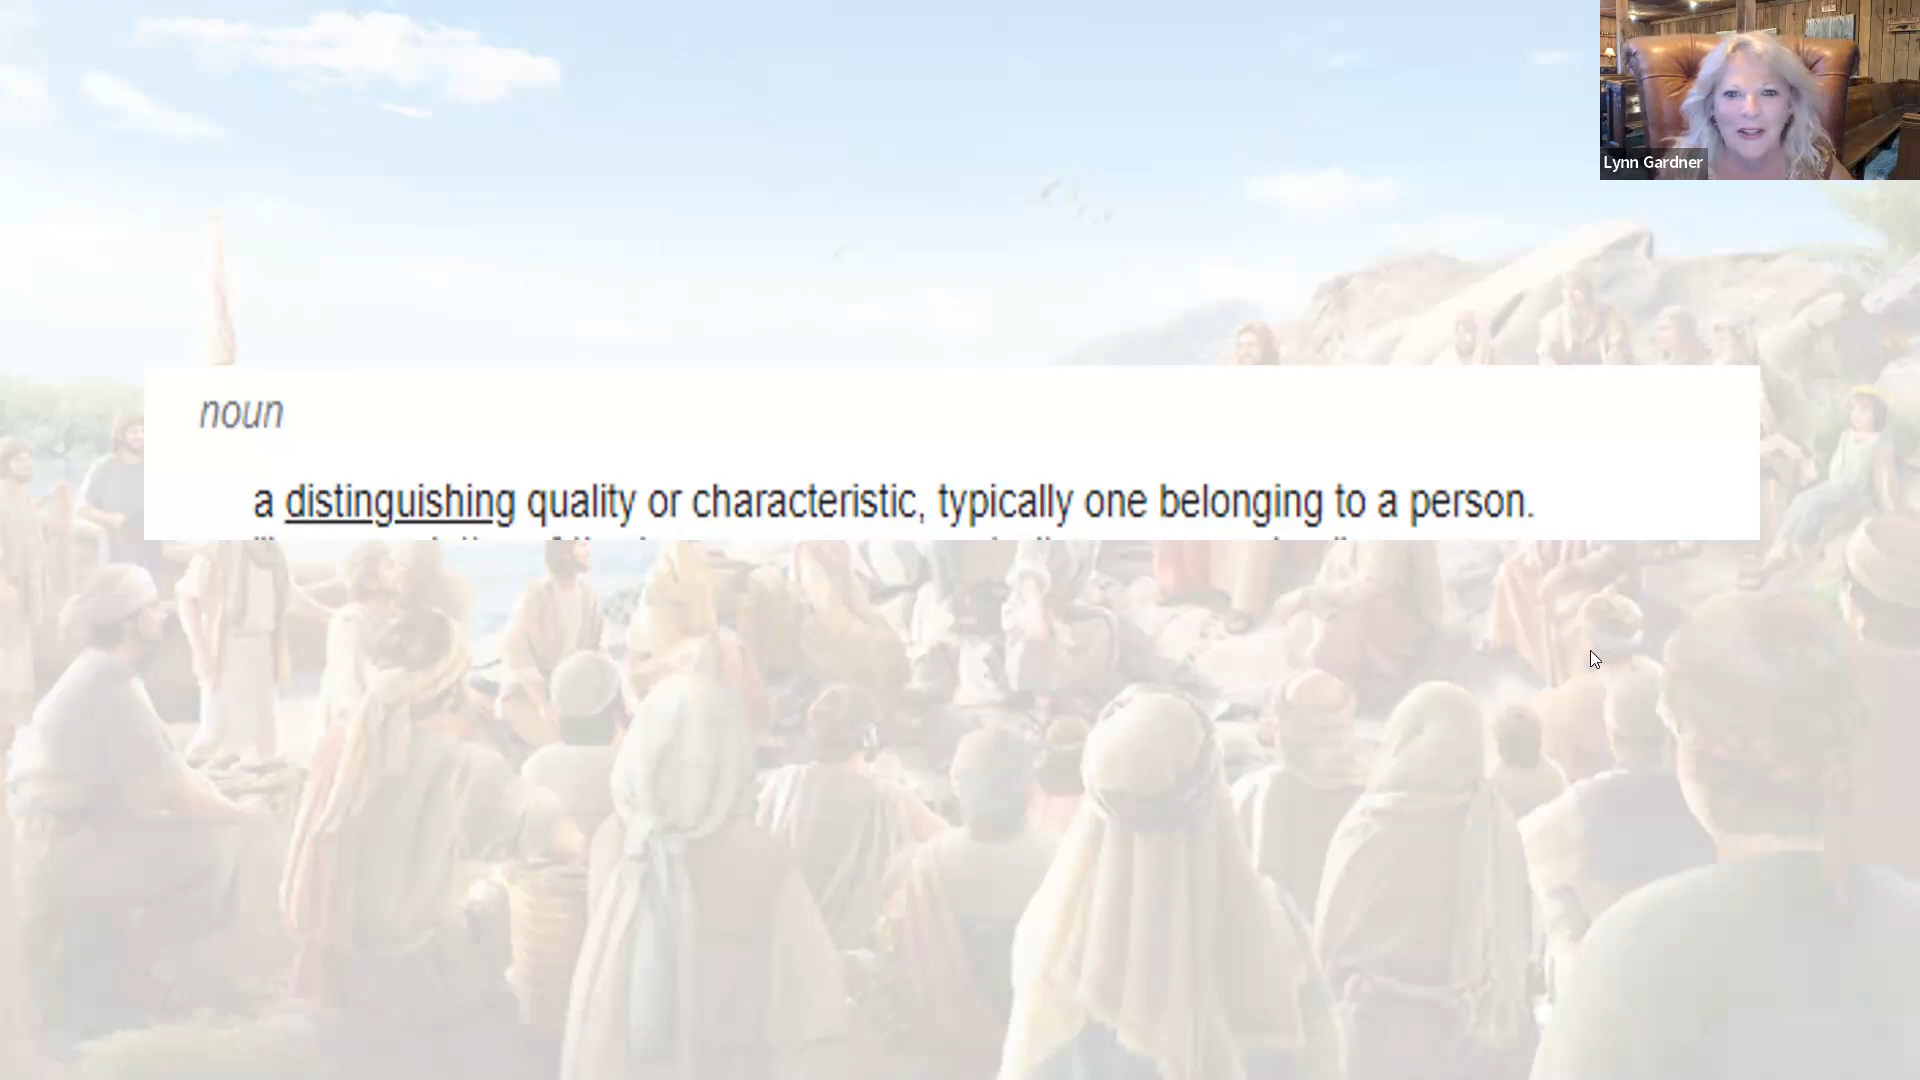 Lynn Gardner
noun
a distinguishing quality or characteristic, typically one belonging to a person.